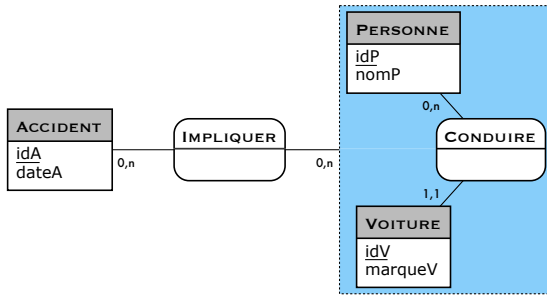 PERSONNE
idP
nomP
0,n
ACCIDENT
idA
dateA
0,n
IMPLIQUER
0,n
CONDUIRE
1,1
VOITURE
idV
marqueV